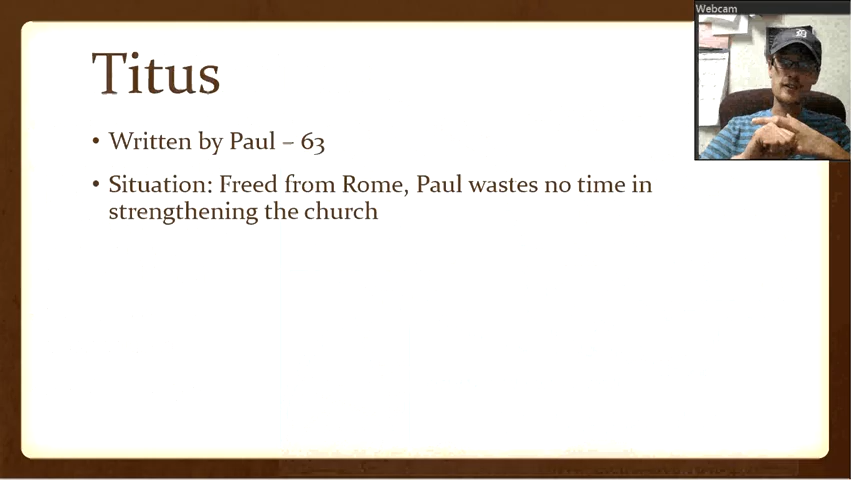 Webcam
Titus
• Written by Paul – 63
• Situation: Freed from Rome, Paul wastes no time in
strengthening the church